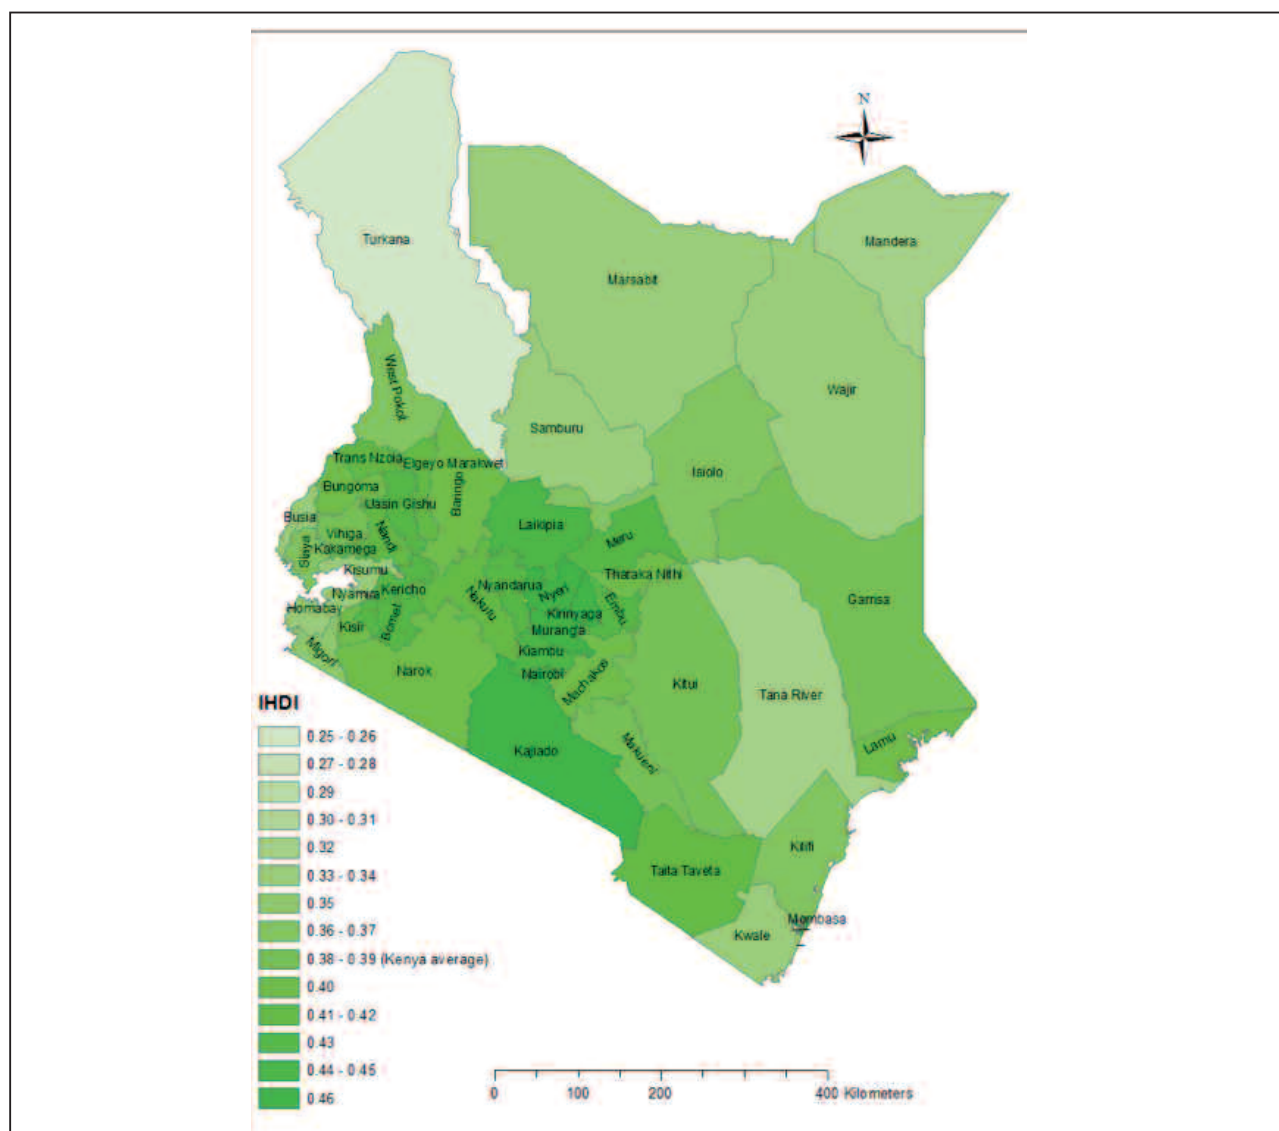 N
Turkana
Mandera
Marsabit
Wajir
West Pokot
Samburu
Isiolo
Trans Nzoia
Elgeyo Marakwet
Bungoma
Baringo
Uasin Gishu
Busia
Laikipia
Nandi
Vihiga
Meru
Siaya
Kakamega
Kisumu
Tharaka Nithi
Nyamira
Kericho
Nyandarua
Nyeri
Garissa
Homabay
Nakuru
Kirinyaga
Embu
Kisii
Bomet
Murang'a
Migori
Kiambu
Narok
Nairobi
Machakos
Kitui
Tana River
IHDI
Kajiado
Makueni
Lamu
0.25 - 0.26
0.27 - 0.28
0.29
0.30 - 0.31
0.32
Kilifi
0.33 - 0.34
Taita Taveta
0.35
Mombasa
0.36 - 0.37
Kwale
0.38 - 0.39 (Kenya average)
0.40
0.41 - 0.42
0.43
0.44 - 0.45
0.46
0 100 200 400 Kilometers